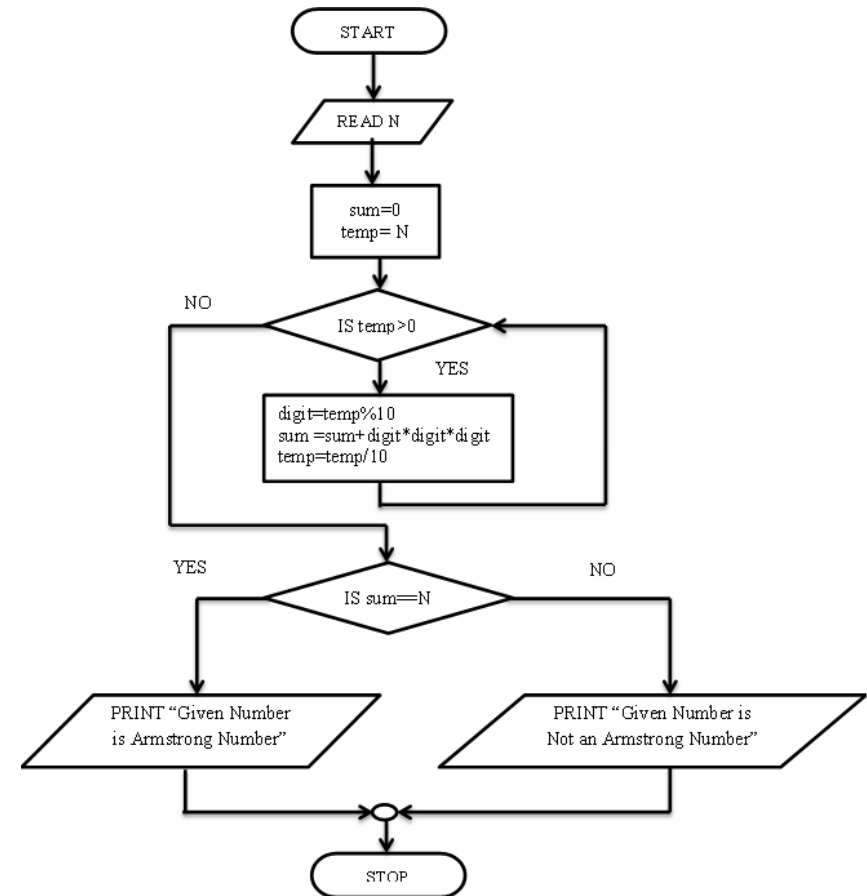 START
READ N
sum=0
temp= N
NO
IS temp>0
YES
digit=temp%10
sum =sum+digit*digit*digit
temp=temp/10
YES
NO
IS sum==N
PRINT “Given Number
is Armstrong Number”
PRINT “Given Number is
Not an Armstrong Number”
STOP